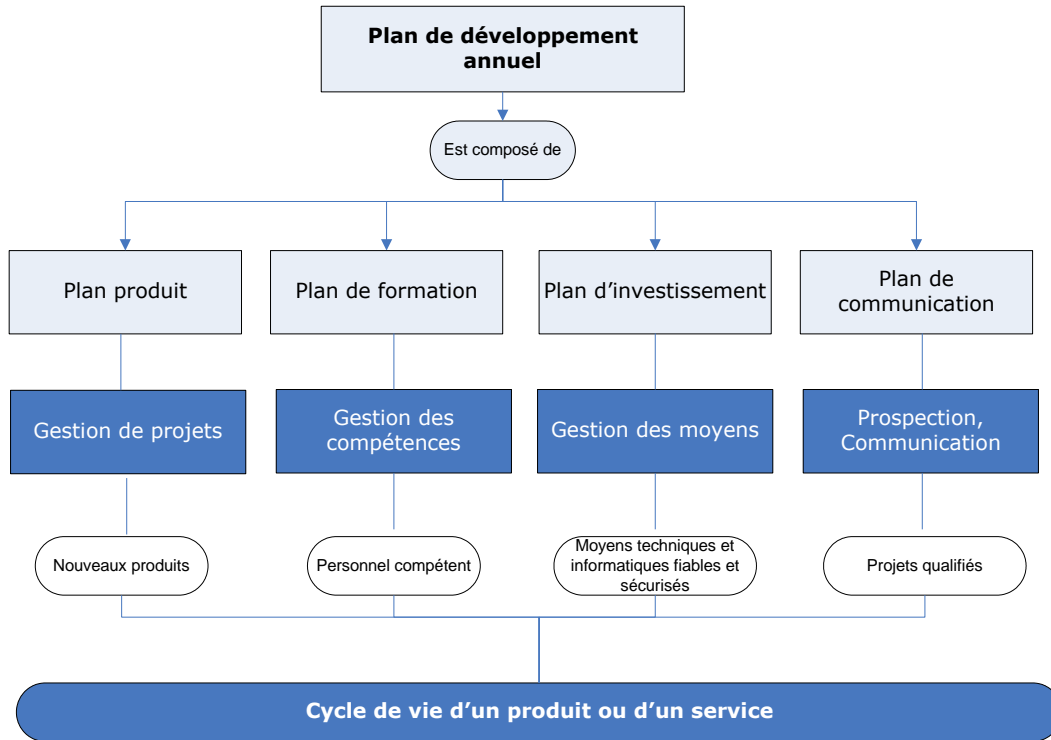 Plan de développement
annuel
Est composé de
Plan produit
Plan de formation
Plan d’investissement
Plan de
communication
Gestion de projets
Gestion des
compétences
Gestion des moyens
Prospection,
Communication
Nouveaux produits
Personnel compétent
Moyens techniques et
informatiques fiables et
sécurisés
Projets qualifiés
Cycle de vie d’un produit ou d’un service